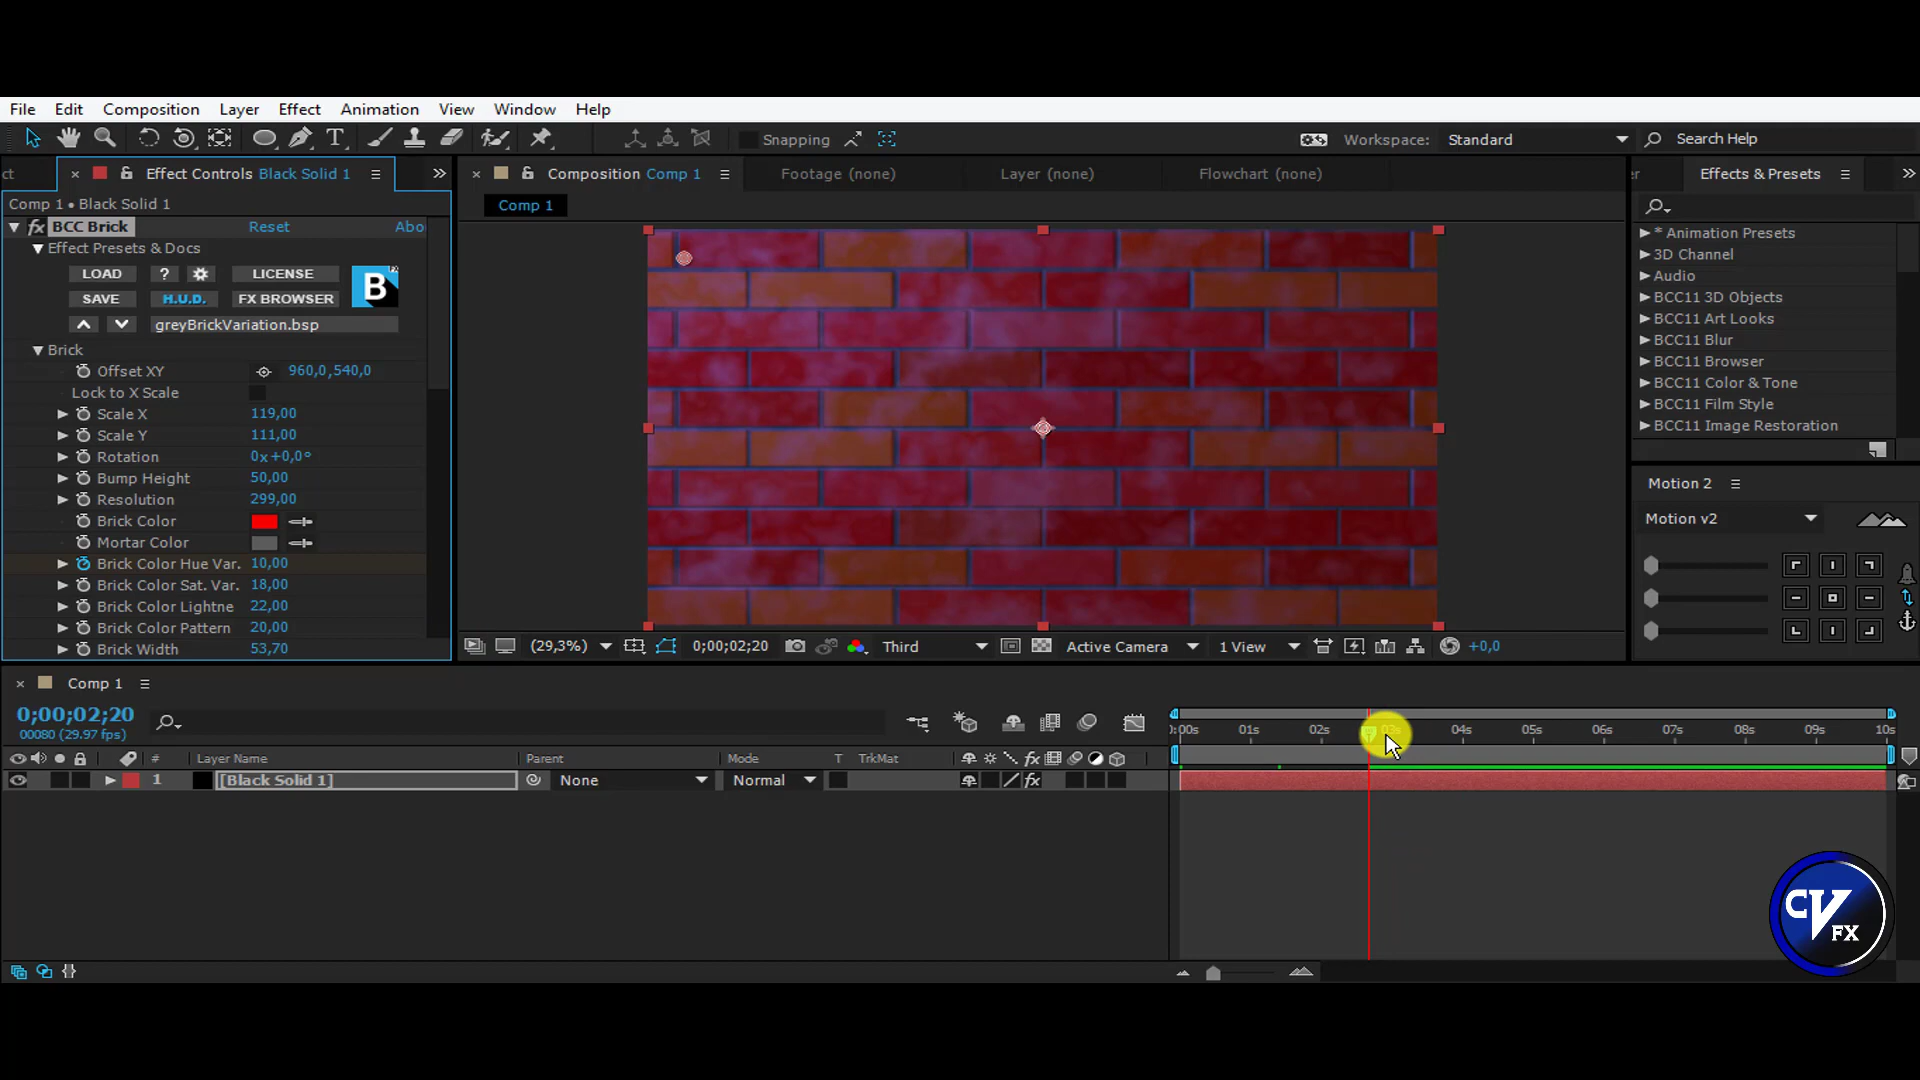 File Edit Composition Layer Effect Animation View Window Help
Snapping Workspace: Standard Search Help
ct Effect Controls Black Solid 1 Composition Comp 1 Footage (none) Layer (none) Flowchart (none) er Effects & Presets
Comp 1 • Black Solid 1
Comp 1
fx BCC Brick Reset Abo
Effect Presets & Docs
LOAD ? LICENSE
SAVE H.U.D. FX BROWSER
B FX
greyBrickVariation.bsp
Brick
Offset XY 960,0,540,0
Lock to X Scale
Scale X 119,00
Scale Y 111,00
Rotation 0x+0,0°
Bump Height 50,00
Resolution 299,00
Brick Color
Mortar Color
Brick Color Hue Var. 10,00
Brick Color Sat. Var. 18,00
Brick Color Lightne 22,00
Brick Color Pattern 20,00
Brick Width 53,70
* Animation Presets
3D Channel
Audio
BCC11 3D Objects
BCC11 Art Looks
BCC11 Blur
BCC11 Browser
BCC11 Color & Tone
BCC11 Film Style
BCC11 Image Restoration
Motion 2
Motion v2
(29,3%) 0;00;02;20 Third Active Camera 1 View +0,0
Comp 1
0;00;02;20
00080 (29.97 fps)
0:00s 01s 02s 03s 04s 05s 06s 07s 08s 09s 10s
# Layer Name Parent Mode T TrkMat fx
1 [Black Solid 1] None Normal fx
CV FX